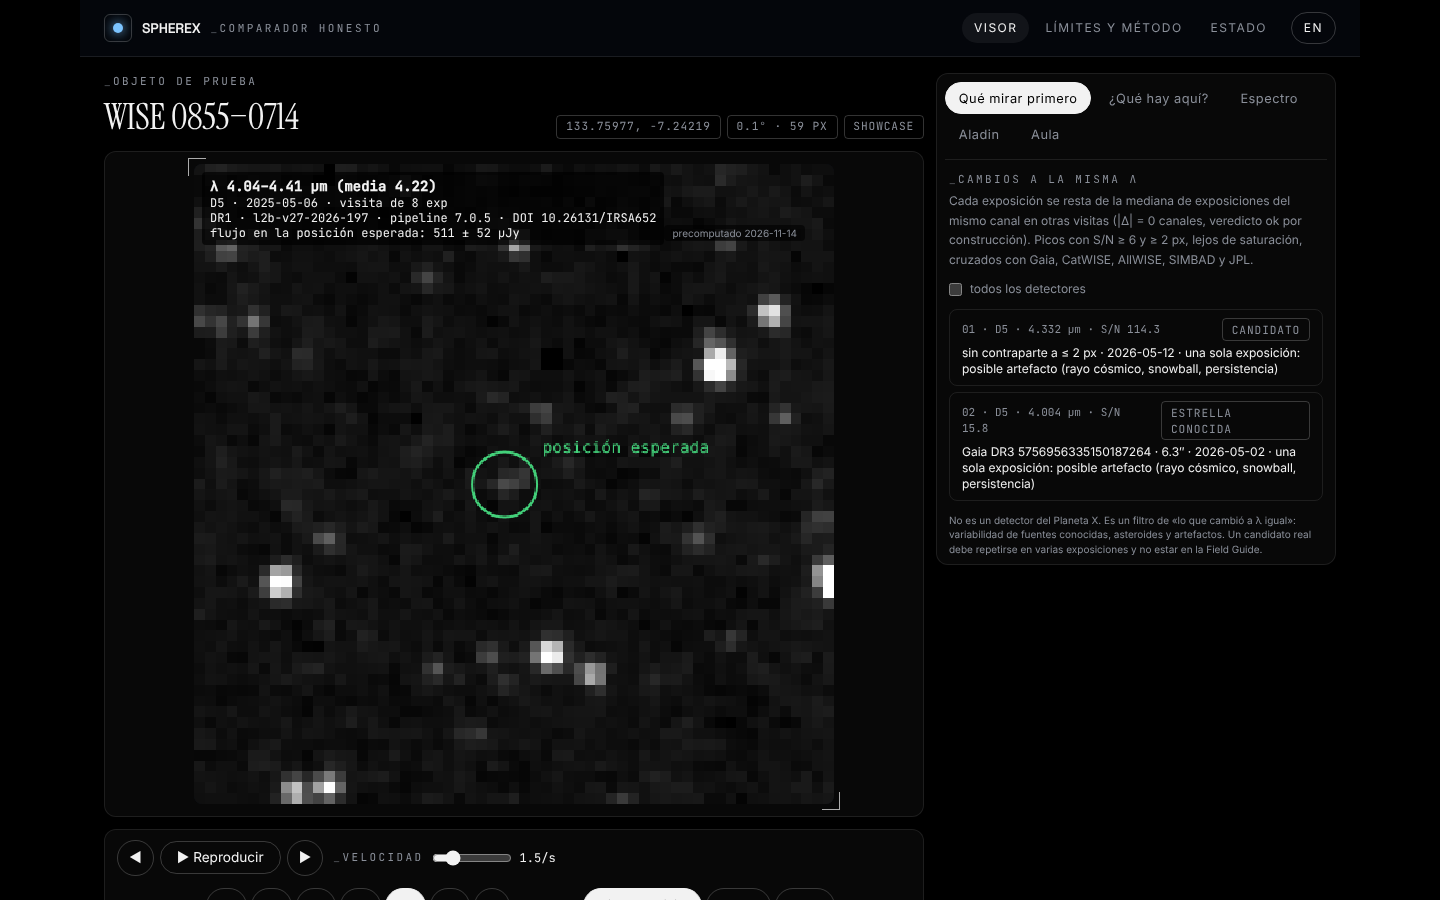 SPHEREX _COMPARADOR HONESTO
VISOR LÍMITES Y MÉTODO ESTADO EN
_OBJETO DE PRUEBA
WISE 0855−0714
133.75977, -7.24219 0.1° · 59 PX SHOWCASE
λ 4.04–4.41 µm (media 4.22)
D5 · 2025-05-06 · visita de 8 exp
DR1 · l2b-v27-2026-197 · pipeline 7.0.5 · DOI 10.26131/IRSA652
flujo en la posición esperada: 511 ± 52 µJy
precomputado 2026-11-14
posición esperada
◀ ▶ Reproducir ▶ _VELOCIDAD 1.5/s
Qué mirar primero ¿Qué hay aquí? Espectro
Aladin Aula
_CAMBIOS A LA MISMA Λ
Cada exposición se resta de la mediana de exposiciones del
mismo canal en otras visitas (|Δ| = 0 canales, veredicto ok por
construcción). Picos con S/N ≥ 6 y ≥ 2 px, lejos de saturación,
cruzados con Gaia, CatWISE, AllWISE, SIMBAD y JPL.
todos los detectores
01 · D5 · 4.332 µm · S/N 114.3 CANDIDATO
sin contraparte a ≤ 2 px · 2026-05-12 · una sola exposición:
posible artefacto (rayo cósmico, snowball, persistencia)
02 · D5 · 4.004 µm · S/N
15.8
ESTRELLA
CONOCIDA
Gaia DR3 5756956335150187264 · 6.3″ · 2026-05-02 · una
sola exposición: posible artefacto (rayo cósmico, snowball,
persistencia)
No es un detector del Planeta X. Es un filtro de «lo que cambió a λ igual»:
variabilidad de fuentes conocidas, asteroides y artefactos. Un candidato real
debe repetirse en varias exposiciones y no estar en la Field Guide.